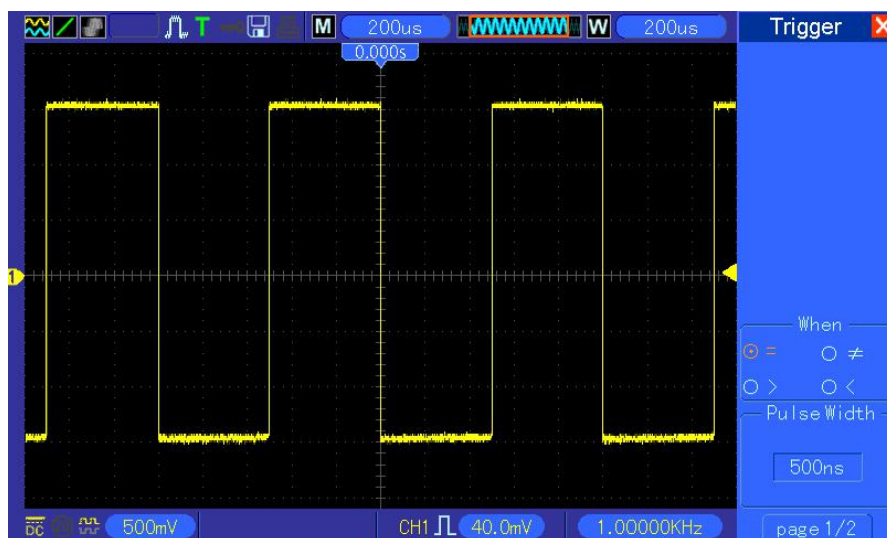 T M 200us W 200us Trigger X
0.000s
1
When
= ≠
> <
Pulse Width
500ns
DC 500mV CH1 40.0mV 1.00000KHz page 1/2